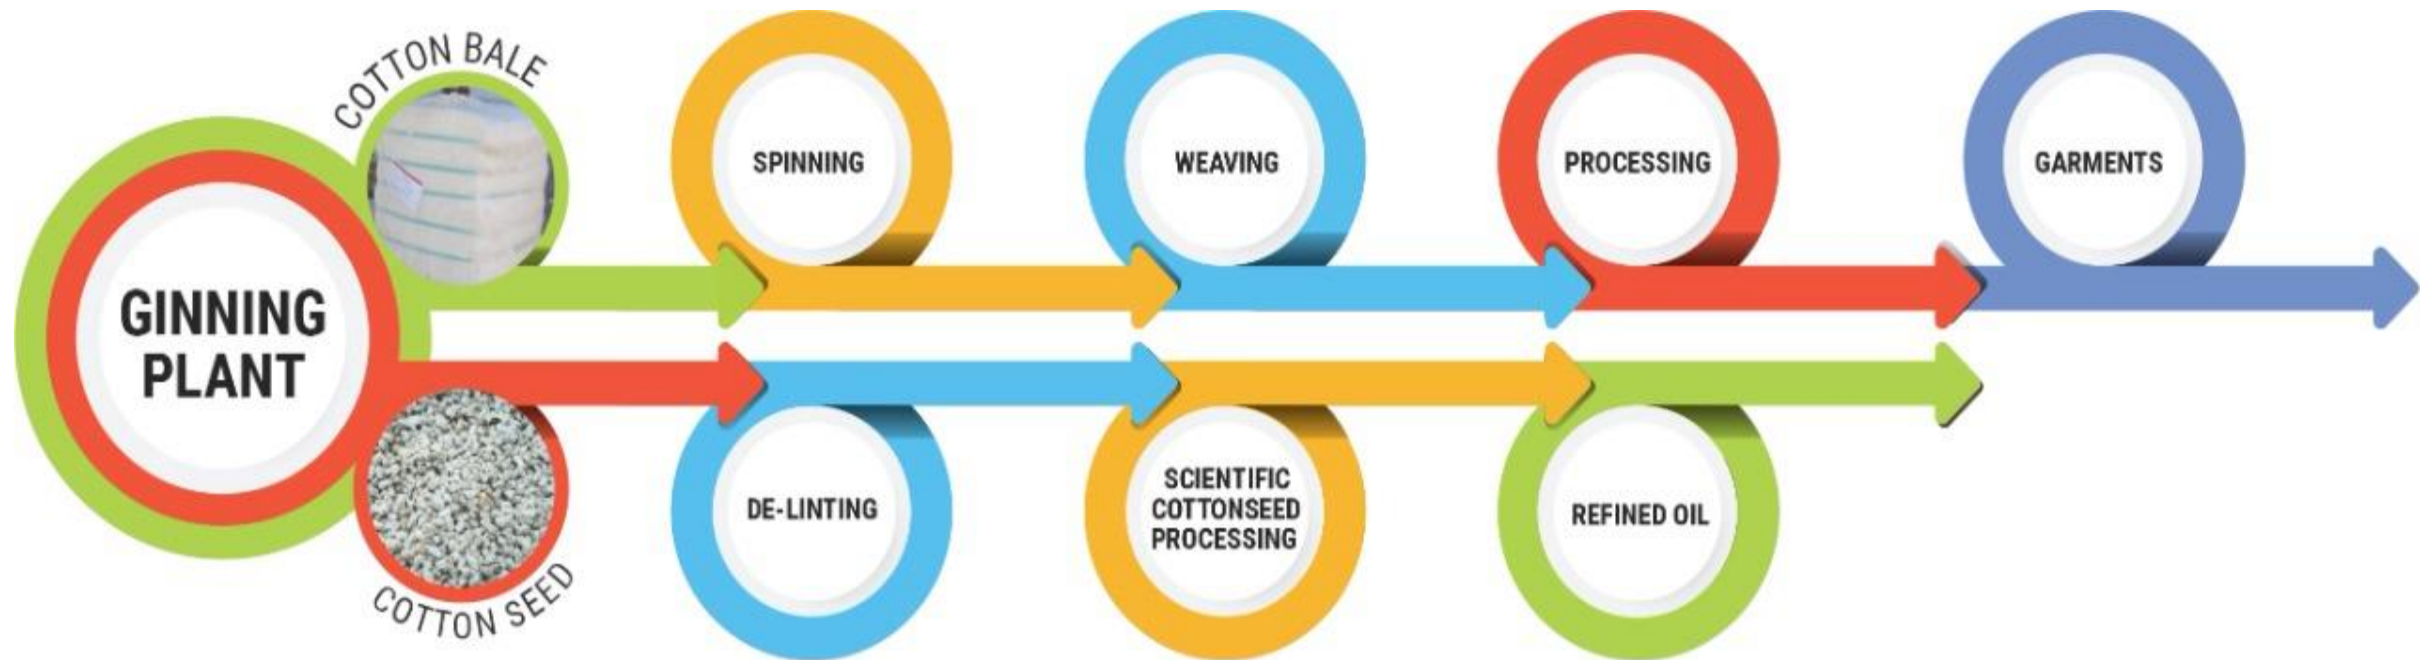 COTTON BALE
SPINNING
WEAVING
PROCESSING
GARMENTS
GINNING
PLANT
DE-LINTING
SCIENTIFIC
COTTONSEED
PROCESSING
REFINED OIL
COTTON SEED